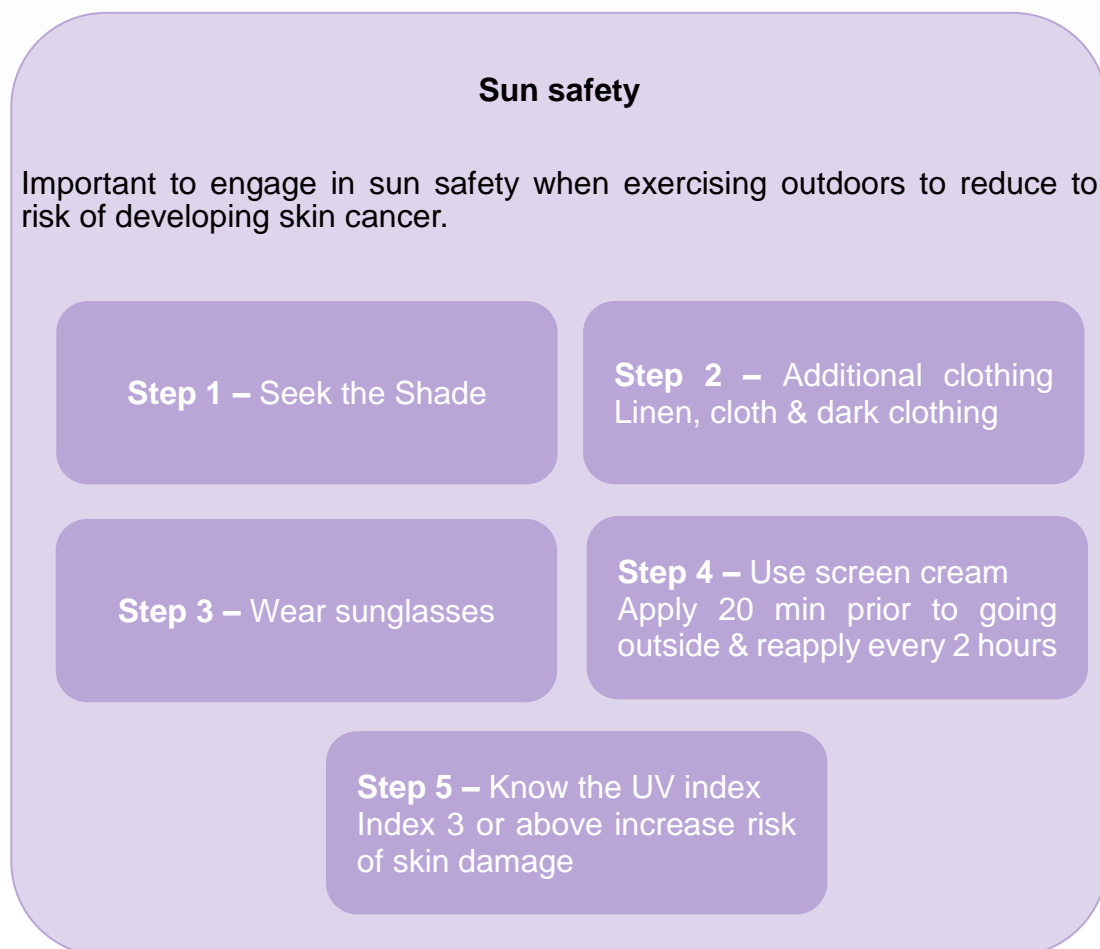 Sun safety
Important to engage in sun safety when exercising outdoors to reduce to
risk of developing skin cancer.
Step 1 – Seek the Shade
Step 2 – Additional clothing
Linen, cloth & dark clothing
Step 3 – Wear sunglasses
Step 4 – Use screen cream
Apply 20 min prior to going
outside & reapply every 2 hours
Step 5 – Know the UV index
Index 3 or above increase risk
of skin damage